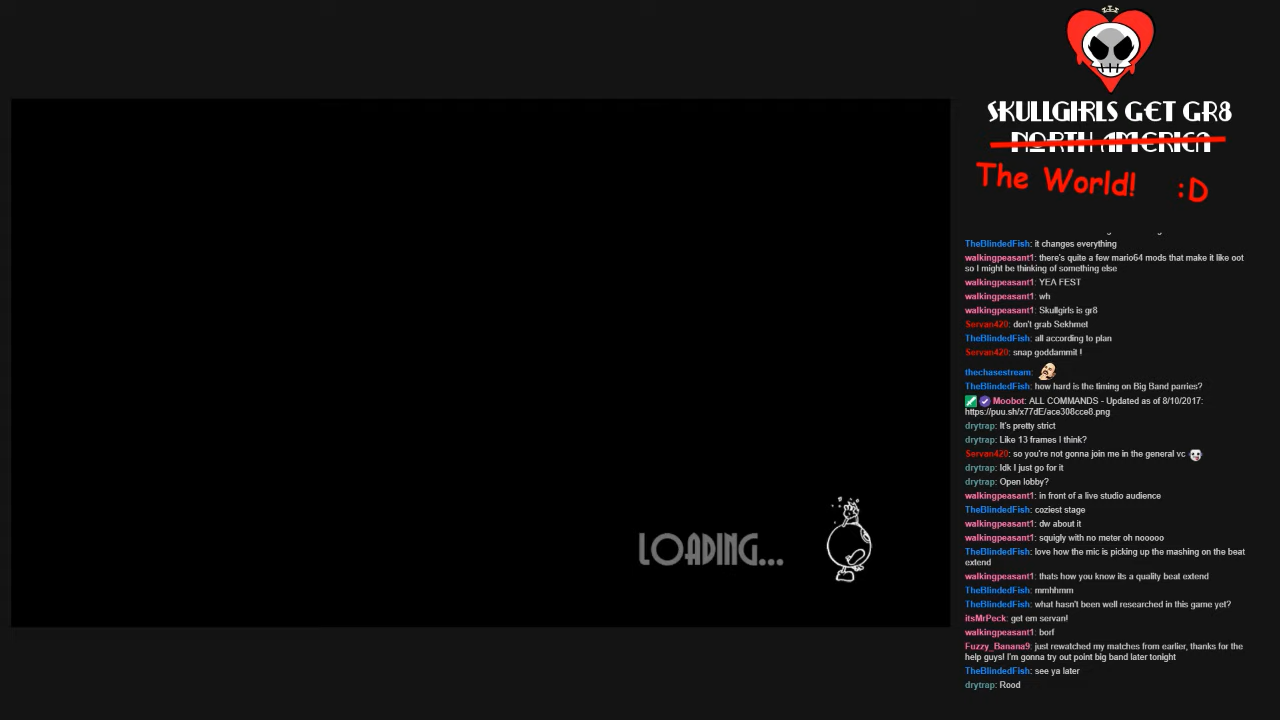 SKULLGIRLS GET GR8
NORTH AMERICA
The World! :D
TheBlindedFish: it changes everything
walkingpeasant1: there's quite a few mario64 mods that make it like oot
so I might be thinking of something else
walkingpeasant1: YEA FEST
walkingpeasant1: wh
walkingpeasant1: Skullgirls is gr8
Servan420: don't grab Sekhmet
TheBlindedFish: all according to plan
Servan420: snap goddammit !
thechasestream:
TheBlindedFish: how hard is the timing on Big Band parries?
Moobot: ALL COMMANDS - Updated as of 8/10/2017:
https://puu.sh/x77dE/ace308cce8.png
drytrap: It's pretty strict
drytrap: Like 13 frames I think?
Servan420: so you're not gonna join me in the general vc
drytrap: Idk I just go for it
drytrap: Open lobby?
walkingpeasant1: in front of a live studio audience
TheBlindedFish: coziest stage
walkingpeasant1: dw about it
walkingpeasant1: squigly with no meter oh nooooo
TheBlindedFish: love how the mic is picking up the mashing on the beat
extend
walkingpeasant1: thats how you know its a quality beat extend
TheBlindedFish: mmhhmm
TheBlindedFish: what hasn't been well researched in this game yet?
itsMrPeck: get em servan!
walkingpeasant1: borf
Fuzzy_Banana9: just rewatched my matches from earlier, thanks for the
help guys! I'm gonna try out point big band later tonight
TheBlindedFish: see ya later
drytrap: Rood
LOADING...